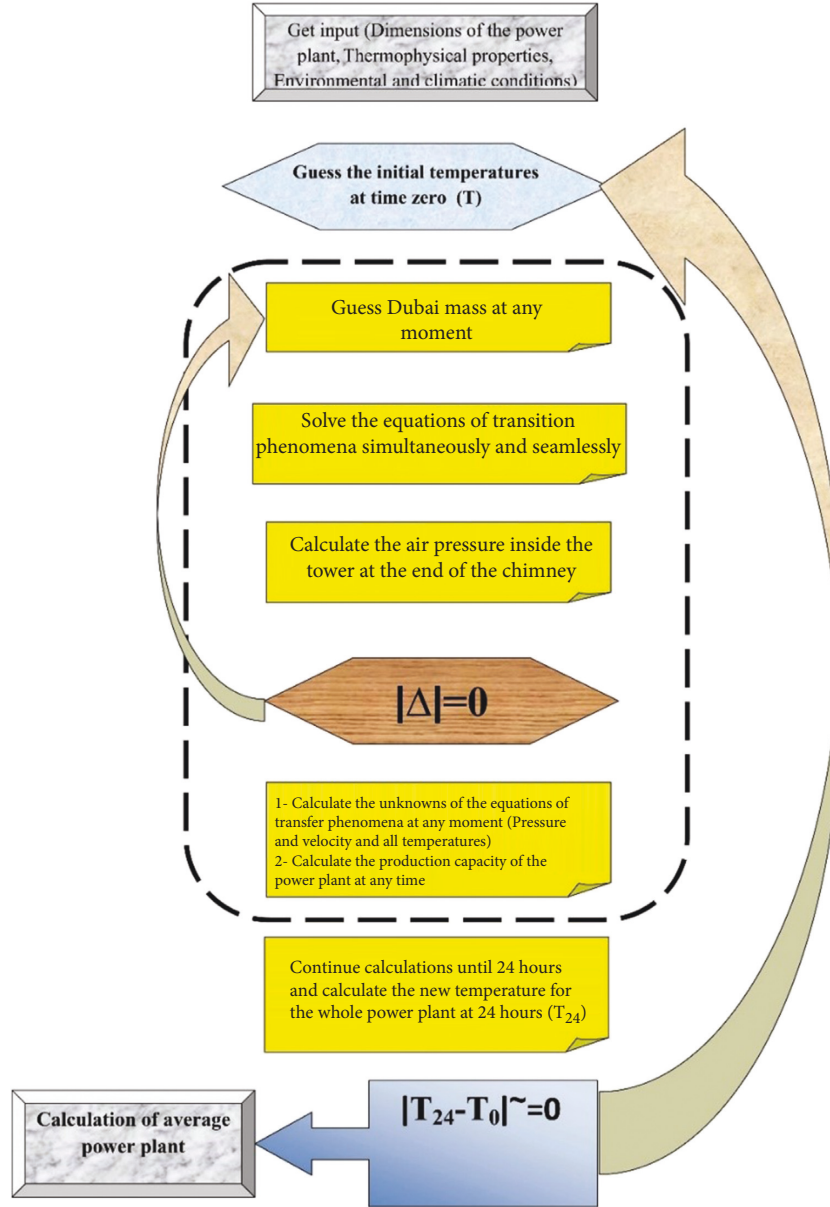 Get input (Dimensions of the power
plant, Thermophysical properties,
Environmental and climatic conditions)
Guess the initial temperatures
at time zero (T)
Guess Dubai mass at any
moment
Solve the equations of transition
phenomena simultaneously and seamlessly
Calculate the air pressure inside the
tower at the end of the chimney
|Δ|=0
1- Calculate the unknowns of the equations of
transfer phenomena at any moment (Pressure
and velocity and all temperatures)
2- Calculate the production capacity of the
power plant at any time
Continue calculations until 24 hours
and calculate the new temperature for
the whole power plant at 24 hours (T24)
|T24-T0|~=0
Calculation of average
power plant